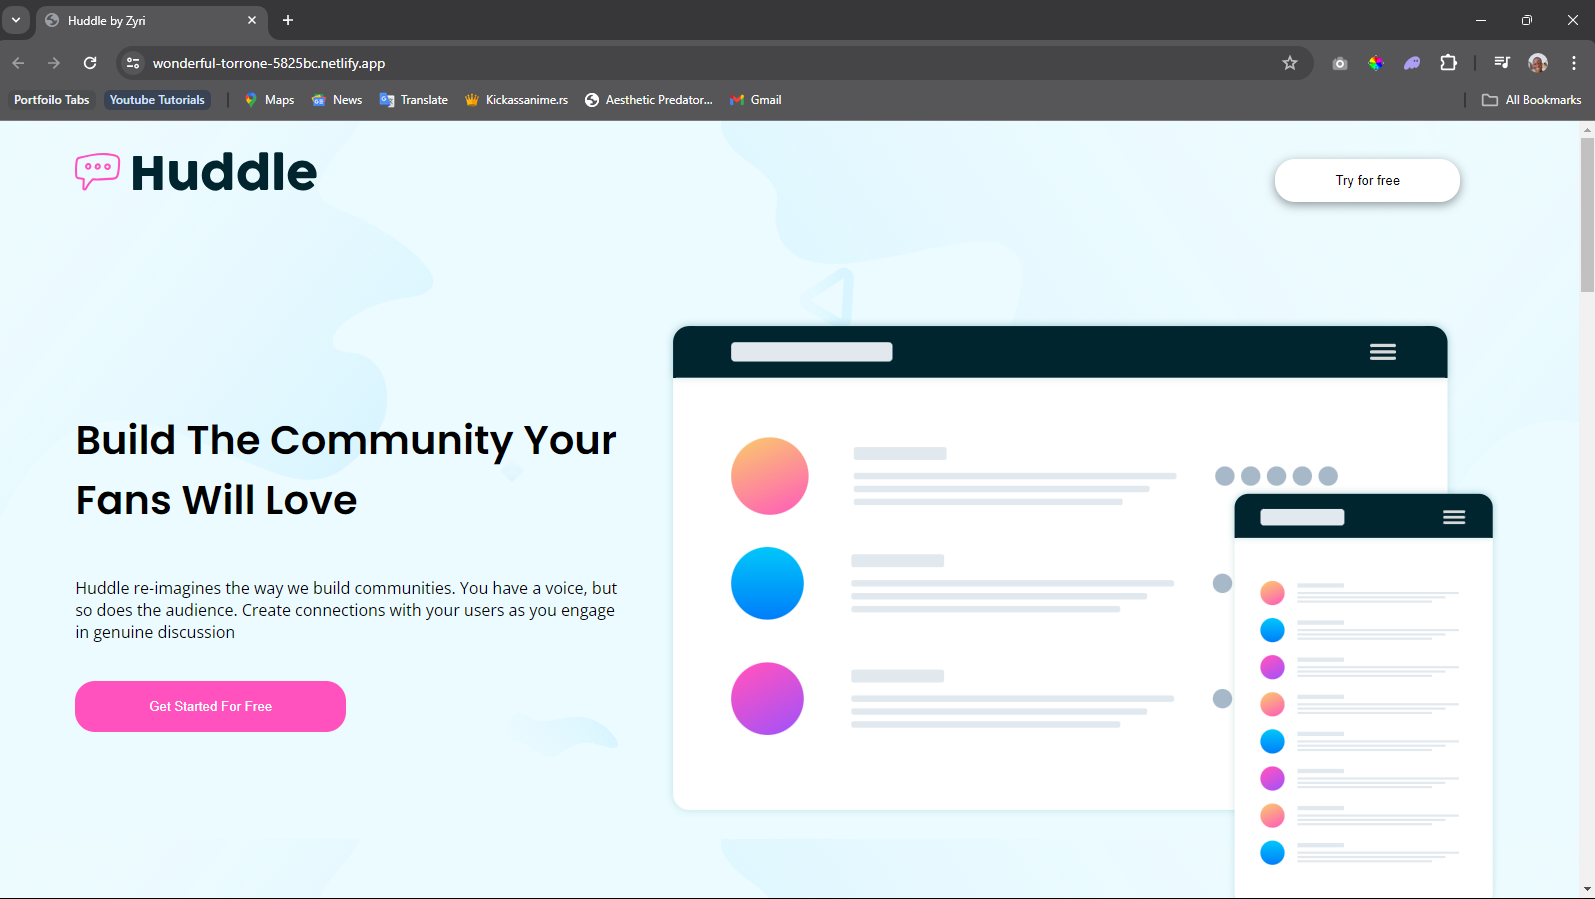 Huddle by Zyri
wonderful-torrone-5825bc.netlify.app
Portfoilo Tabs
Youtube Tutorials
Maps
News
Translate
Kickassanime.rs
Aesthetic Predator...
Gmail
All Bookmarks
Huddle
Try for free
Build The Community Your
Fans Will Love
Huddle re-imagines the way we build communities. You have a voice, but
so does the audience. Create connections with your users as you engage
in genuine discussion
Get Started For Free